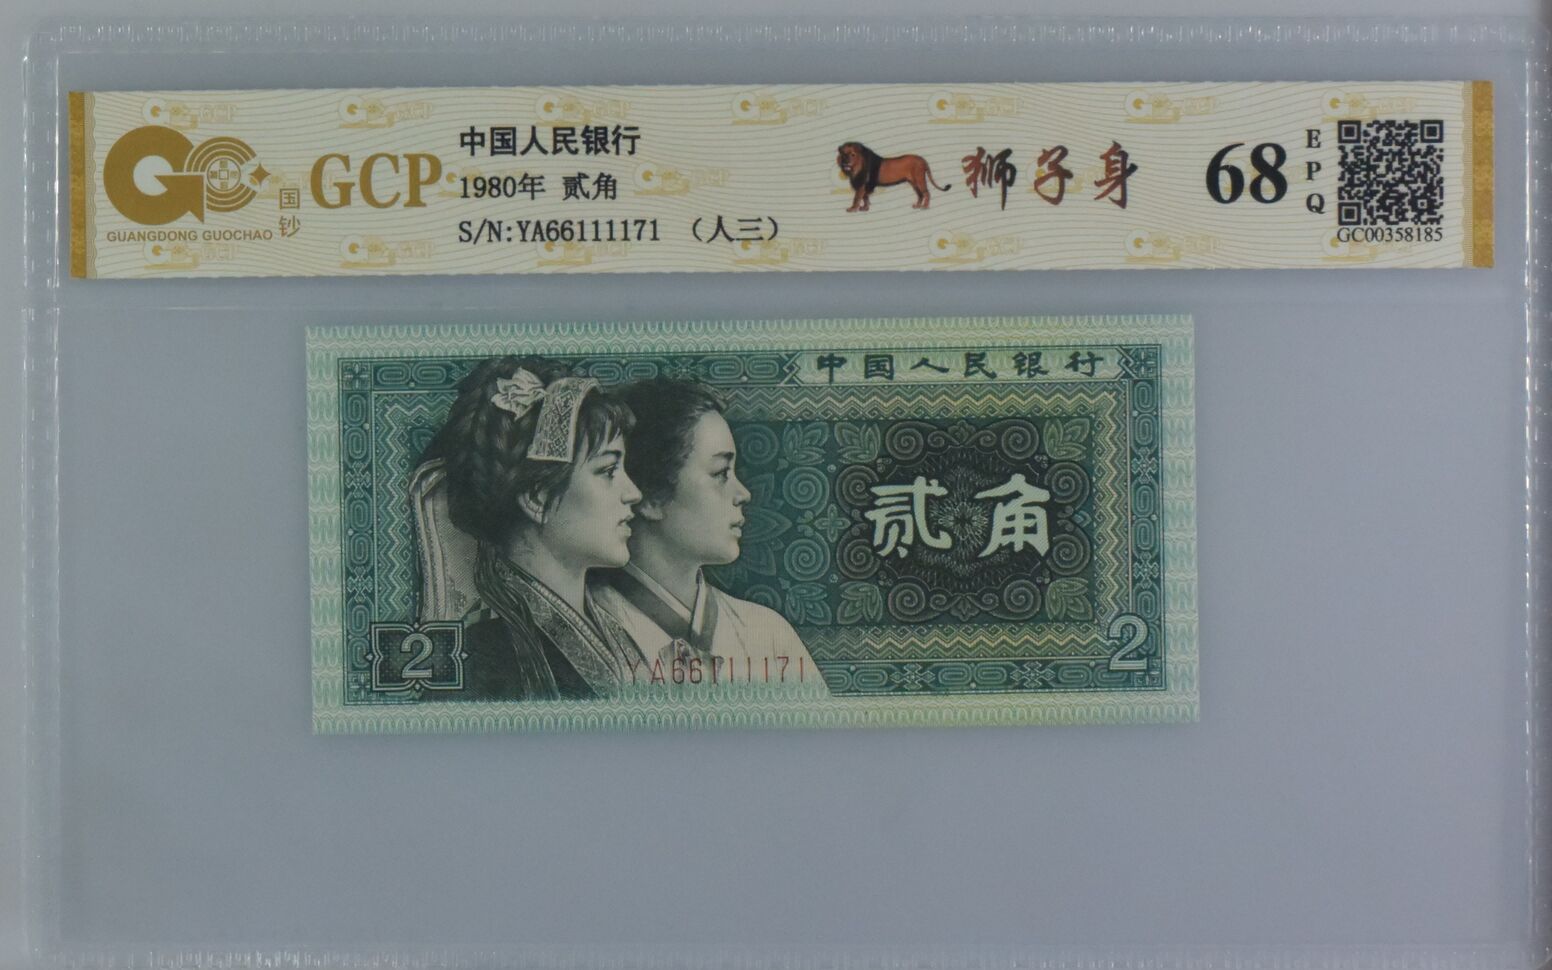 GCP
国钞
GUANGDONG GUOCHAO
中国人民银行
1980年 贰角
S/N:YA66111171 （人三）
狮子身
68
EPQ
GC00358185
中国人民银行
贰角
2
2
YA66111171